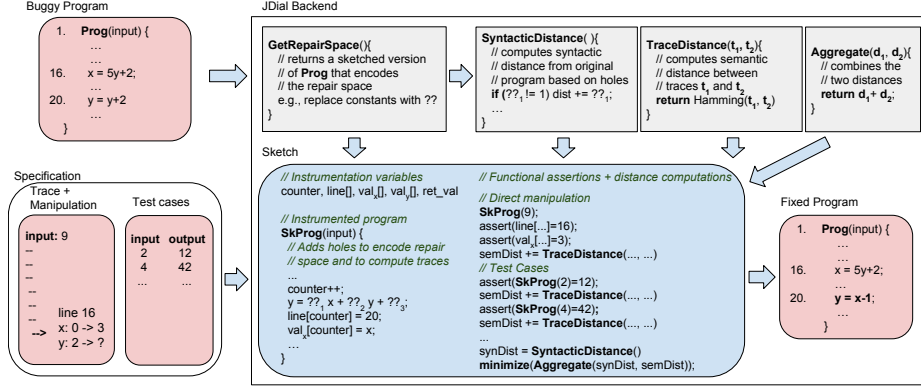 Buggy Program
1. Prog(input) {
...
...
16. x = 5y+2;
...
20. y = y+2
...
}
Specification
Trace +
Manipulation
input: 9
--
--
--
--
--
--
--> line 16
x: 0 -> 3
y: 2 -> ?
Test cases
input output
2 12
4 42
... ...
JDial Backend
GetRepairSpace(){
// returns a sketched version
// of Prog that encodes
// the repair space
e.g., replace constants with ??
}
SyntacticDistance( ){
// computes syntactic
// distance from original
// program based on holes
if (??1 != 1) dist += ??1;
...
}
TraceDistance(t1, t2){
// computes semantic
// distance between
// traces t1 and t2
return Hamming(t1, t2)
}
Aggregate(d1, d2){
// combines the
// two distances
return d1+ d2;
}
Sketch
// Instrumentation variables
counter, line[], valx[], valy[], ret_val
// Instrumented program
SkProg(input) {
// Adds holes to encode repair
// space and to compute traces
...
counter++;
y = ??1 x + ??2 y + ??3;
line[counter] = 20;
valx[counter] = x;
...
}
// Functional assertions + distance computations
// Direct manipulation
SkProg(9);
assert(line[...]=16);
assert(valx[...]=3);
semDist += TraceDistance(..., ...)
// Test Cases
assert(SkProg(2)=12);
semDist += TraceDistance(..., ...)
assert(SkProg(4)=42);
semDist += TraceDistance(..., ...)
...
synDist = SyntacticDistance()
minimize(Aggregate(synDist, semDist));
Fixed Program
1. Prog(input) {
...
...
16. x = 5y+2;
...
20. y = x-1;
...
}